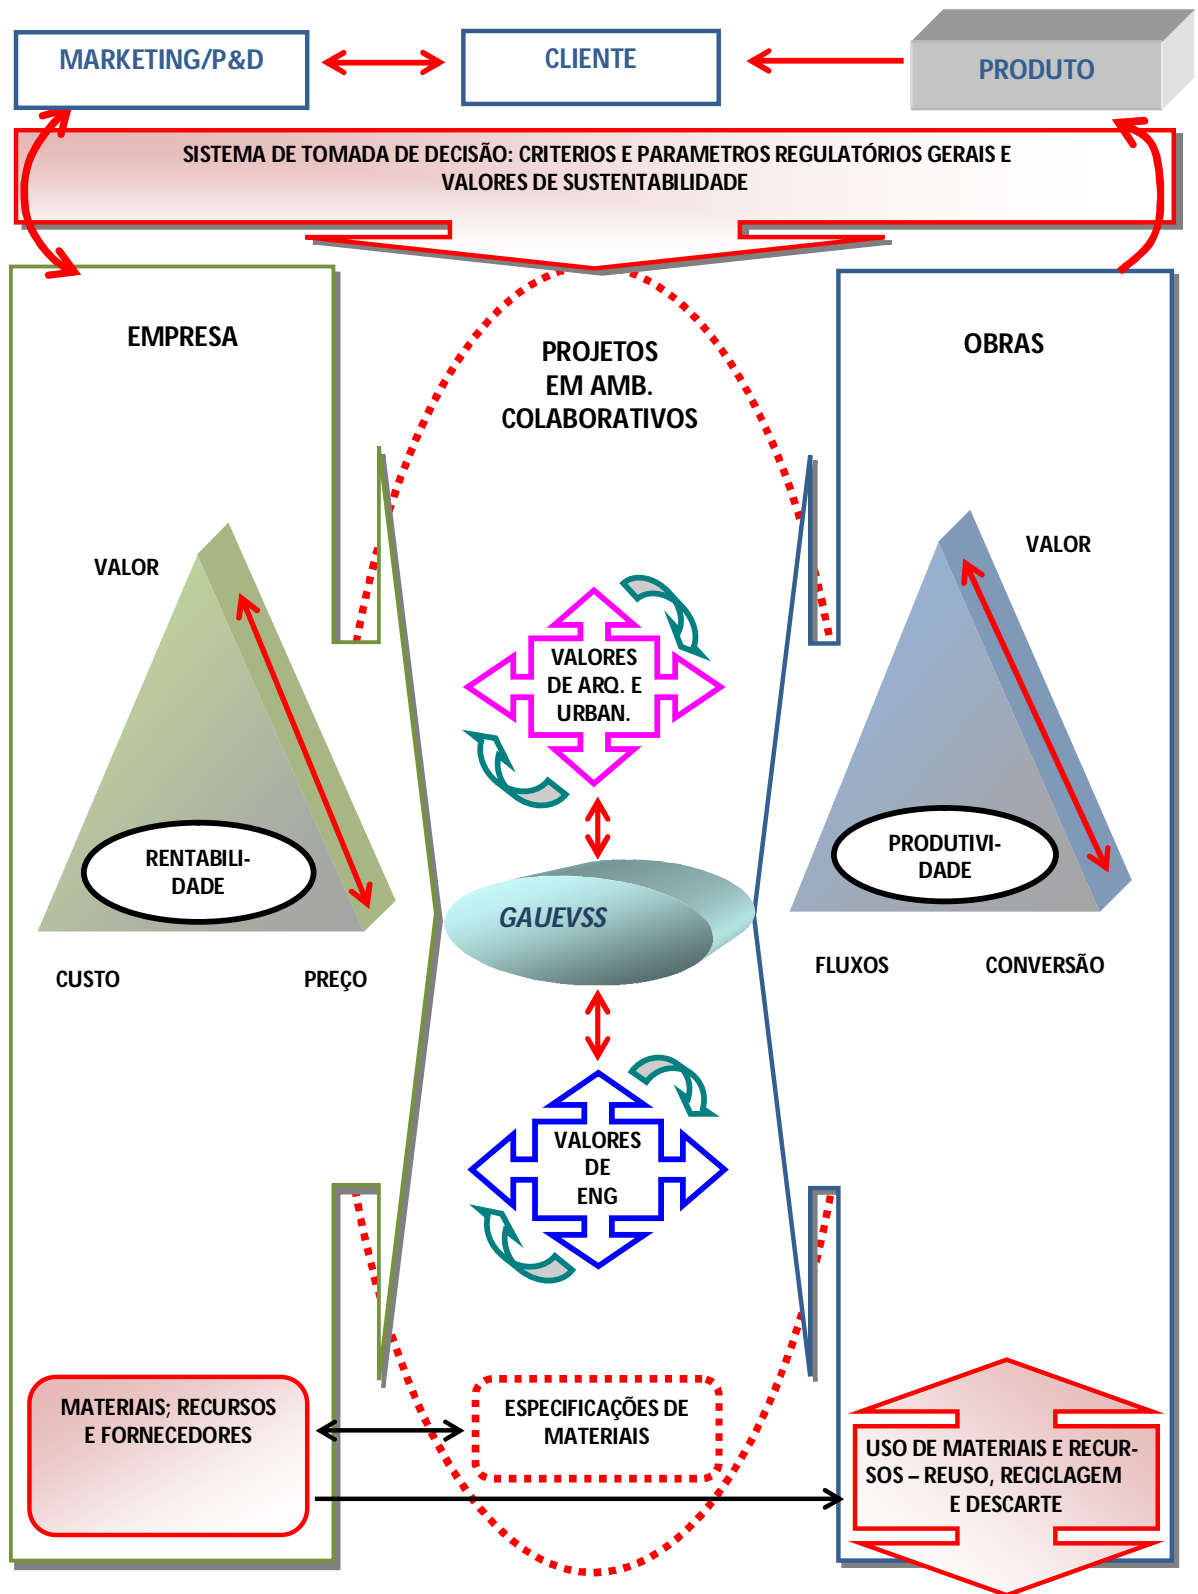 MARKETING/P&D
CLIENTE
PRODUTO
SISTEMA DE TOMADA DE DECISÃO: CRITERIOS E PARAMETROS REGULATÓRIOS GERAIS E
VALORES DE SUSTENTABILIDADE
EMPRESA
PROJETOS
EM AMB.
COLABORATIVOS
OBRAS
VALOR
VALOR
VALORES
DE ARQ. E
URBAN.
RENTABILI-
DADE
GAUEVSS
PRODUTIVI-
DADE
CUSTO
PREÇO
FLUXOS
CONVERSÃO
VALORES
DE
ENG
MATERIAIS; RECURSOS
E FORNECEDORES
ESPECIFICAÇÕES DE
MATERIAIS
USO DE MATERIAIS E RECUR-
SOS – REUSO, RECICLAGEM
E DESCARTE